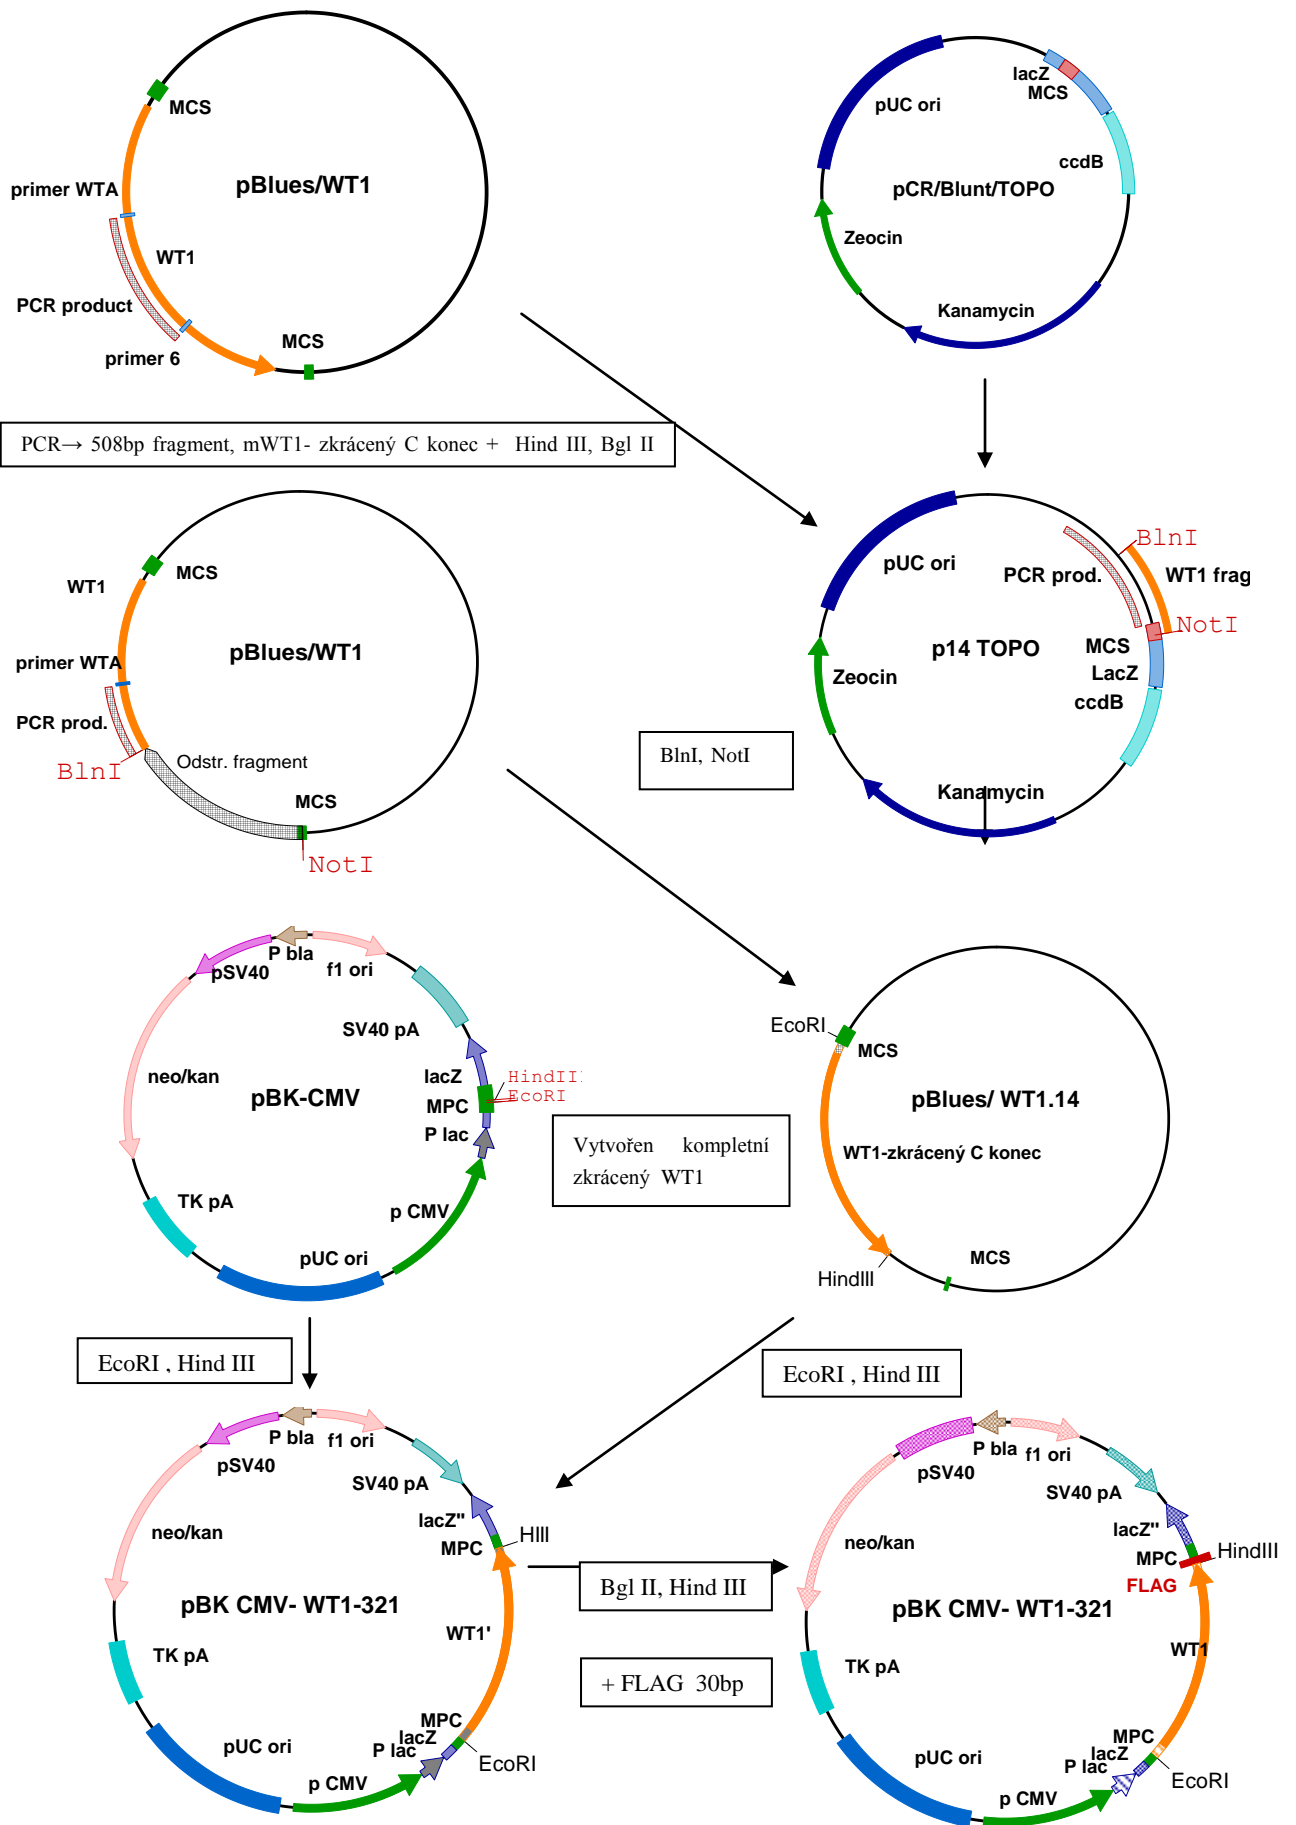 MCS
primer WTA
pBlues/WT1
WT1
PCR product
primer 6
MCS
lacZ
MCS
pUC ori
ccdB
pCR/Blunt/TOPO
Zeocin
Kanamycin
PCR→ 508bp fragment, mWT1- zkrácený C konec + Hind III, Bgl II
MCS
WT1
pBlues/WT1
primer WTA
PCR prod.
BlnI
Odstr. fragment
MCS
NotI
BlnI
pUC ori
PCR prod.
WT1 frag
NotI
p14 TOPO
MCS
LacZ
ccdB
Zeocin
Kanamycin
BlnI, NotI
P bla
f1 ori
pSV40
SV40 pA
neo/kan
lacZ
HindIII
EcoRI
pBK-CMV
MPC
P lac
TK pA
p CMV
pUC ori
EcoRI
MCS
pBlues/ WT1.14
WT1-zkrácený C konec
HindIII
MCS
Vytvořen kompletní
zkrácený WT1
EcoRI , Hind III
EcoRI , Hind III
P bla
f1 ori
pSV40
SV40 pA
lacZ"
neo/kan
HIII
MPC
pBK CMV- WT1-321
WT1'
TK pA
MPC
lacZ
P lac
pUC ori
EcoRI
p CMV
Bgl II, Hind III
+ FLAG 30bp
P bla
f1 ori
pSV40
SV40 pA
lacZ"
neo/kan
MPC
HindIII
FLAG
pBK CMV- WT1-321
WT1
TK pA
MPC
lacZ
P lac
pUC ori
EcoRI
p CMV